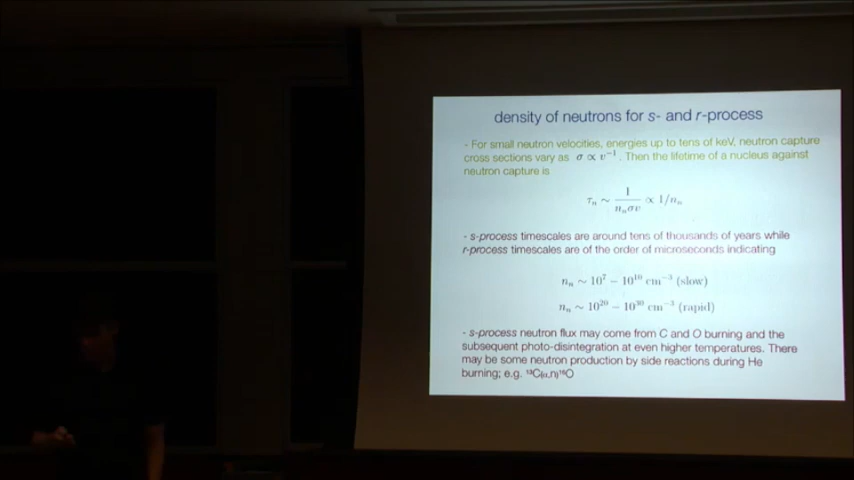 density of neutrons for s- and r-process
- For small neutron velocities, energies up to tens of keV, neutron capture
cross sections vary as σ ∝ v⁻¹. Then the lifetime of a nucleus against
neutron capture is
τₙ ~ 1/(nₙσv) ∝ 1/nₙ
- s-process timescales are around tens of thousands of years while
r-process timescales are of the order of microseconds indicating
nₙ ~ 10⁷ − 10¹⁰ cm⁻³ (slow)
nₙ ~ 10²⁰ − 10³⁰ cm⁻³ (rapid)
- s-process neutron flux may come from C and O burning and the
subsequent photo-disintegration at even higher temperatures. There
may be some neutron production by side reactions during He
burning; e.g. ¹³C(α,n)¹⁶O